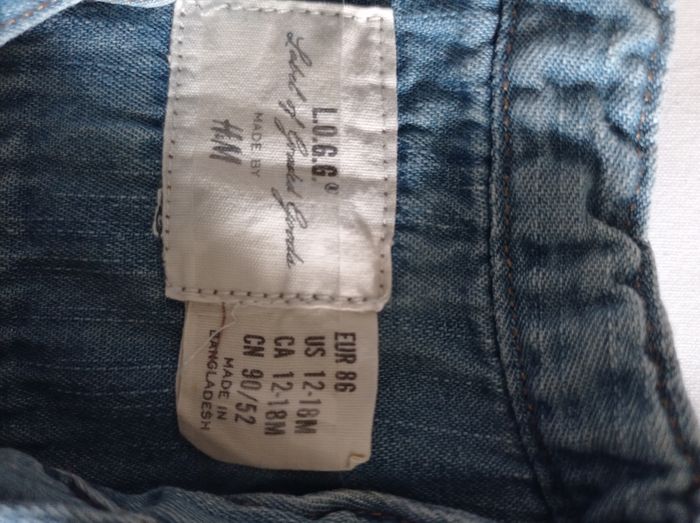 L.O.G.G.®
Label of Graded Goods
MADE BY
H&M
EUR 86
US 12-18M
CA 12-18M
CN 90/52
MADE IN
BANGLADESH